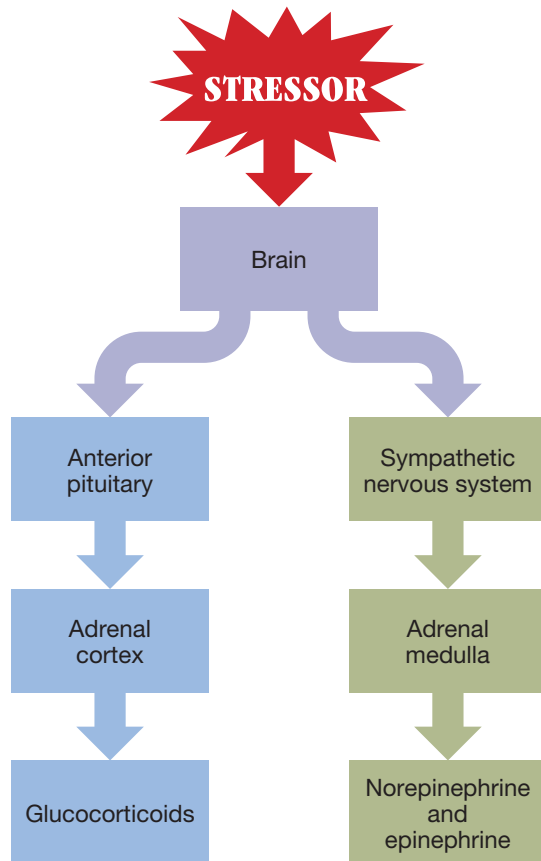 STRESSOR
Brain
Anterior
pituitary
Sympathetic
nervous system
Adrenal
cortex
Adrenal
medulla
Glucocorticoids
Norepinephrine
and
epinephrine